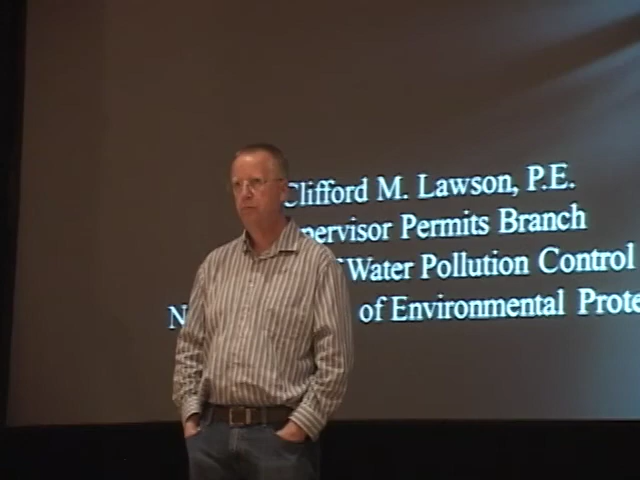 Clifford M. Lawson, P.E.
pervisor Permits Branch
Water Pollution Control
N of Environmental Prote